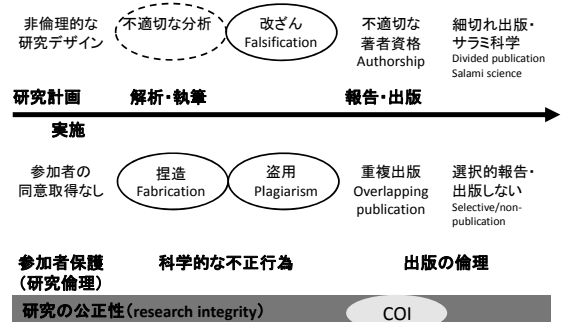 非倫理的な
研究デザイン
不適切な分析
改ざん
Falsification
不適切な
著者資格
Authorship
細切れ出版・
サラミ科学
Divided publication
Salami science
研究計画
解析・執筆
報告・出版
実施
参加者の
同意取得なし
捏造
Fabrication
盗用
Plagiarism
重複出版
Overlapping
publication
選択的報告・
出版しない
Selective/non-
publication
参加者保護
（研究倫理）
科学的な不正行為
出版の倫理
研究の公正性（research integrity）
COI